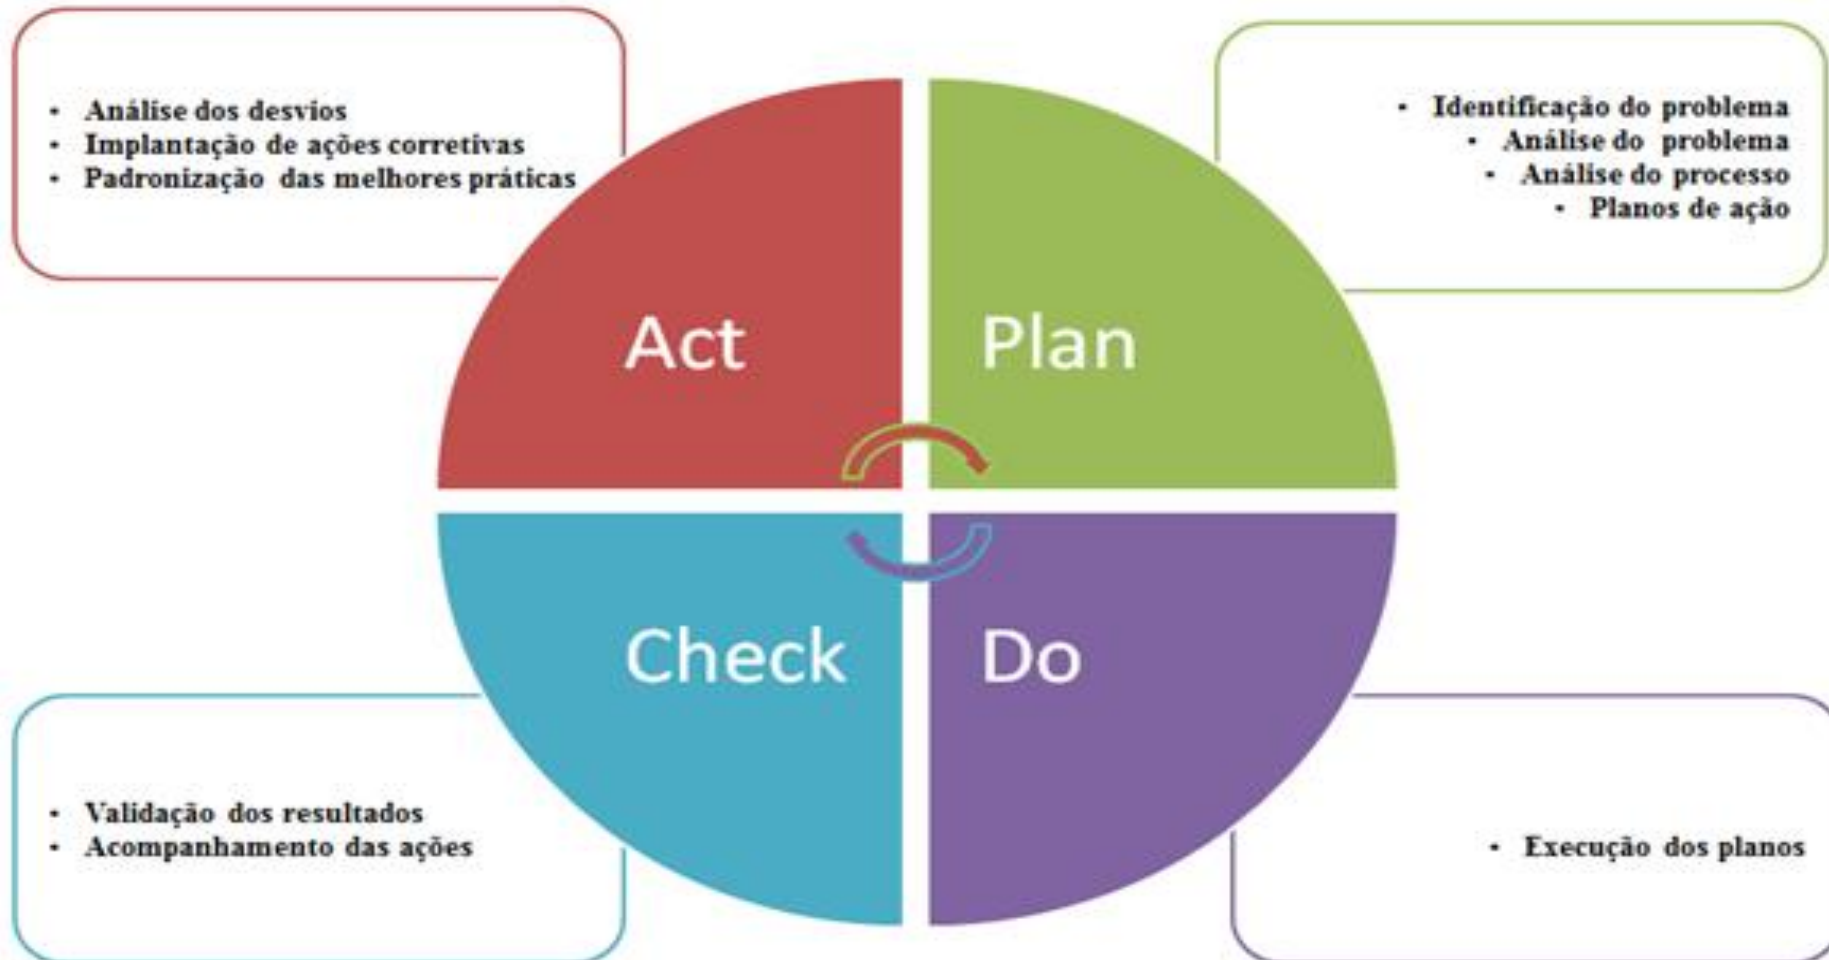 • Análise dos desvios
• Implantação de ações corretivas
• Padronização das melhores práticas
• Identificação do problema
• Análise do problema
• Análise do processo
• Planos de ação
Act
Plan
Check
Do
• Validação dos resultados
• Acompanhamento das ações
• Execução dos planos